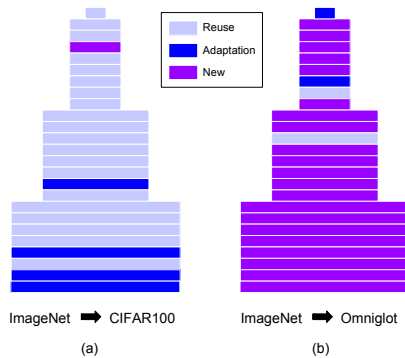 Reuse
Adaptation
New
ImageNet CIFAR100
ImageNet Omniglot
(a)
(b)